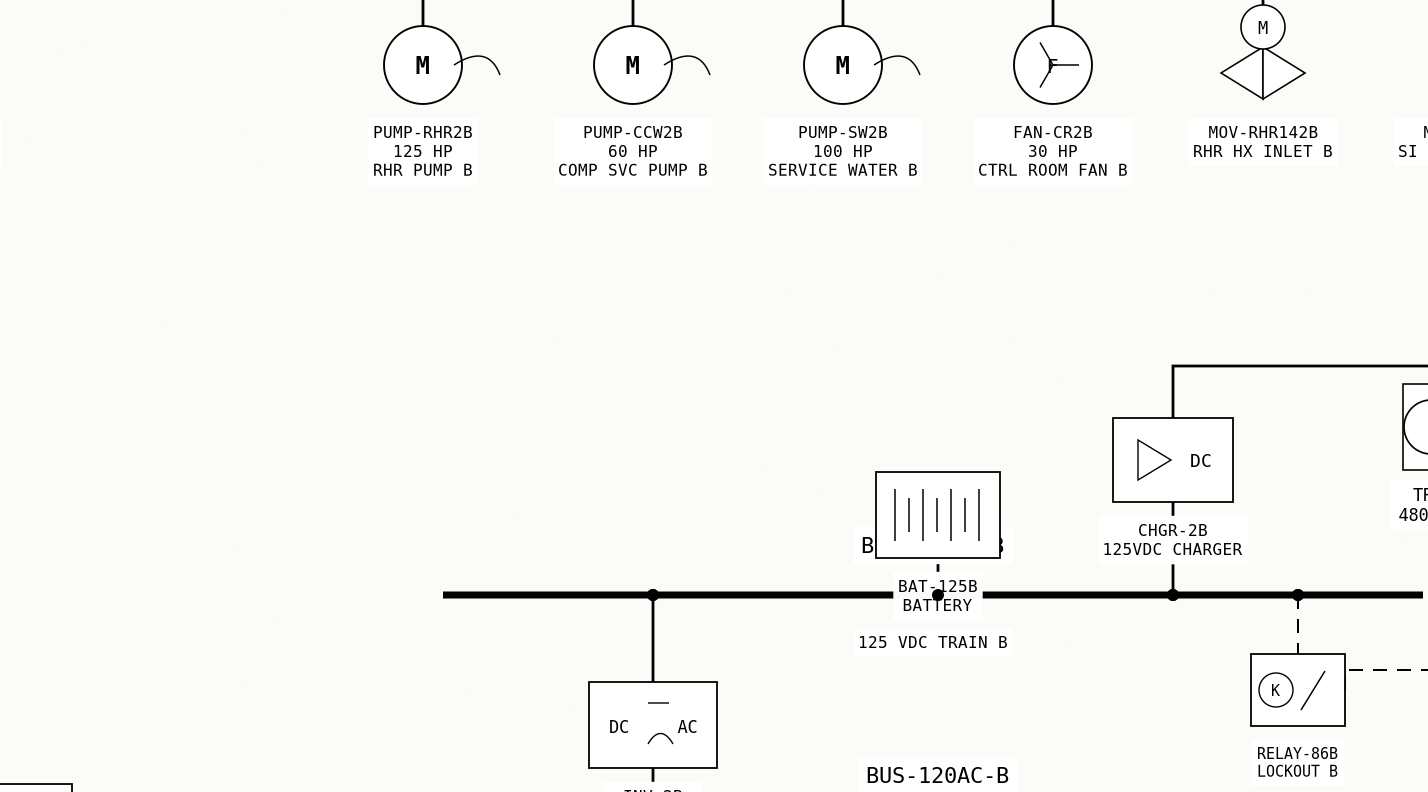 M
M
M
F
M
PUMP-RHR2B
125 HP
RHR PUMP B
PUMP-CCW2B
60 HP
COMP SVC PUMP B
PUMP-SW2B
100 HP
SERVICE WATER B
FAN-CR2B
30 HP
CTRL ROOM FAN B
MOV-RHR142B
RHR HX INLET B
SI
DC
CHGR-2B
125VDC CHARGER
480
BAT-125B
BATTERY
125 VDC TRAIN B
DC AC
K
RELAY-86B
LOCKOUT B
BUS-120AC-B